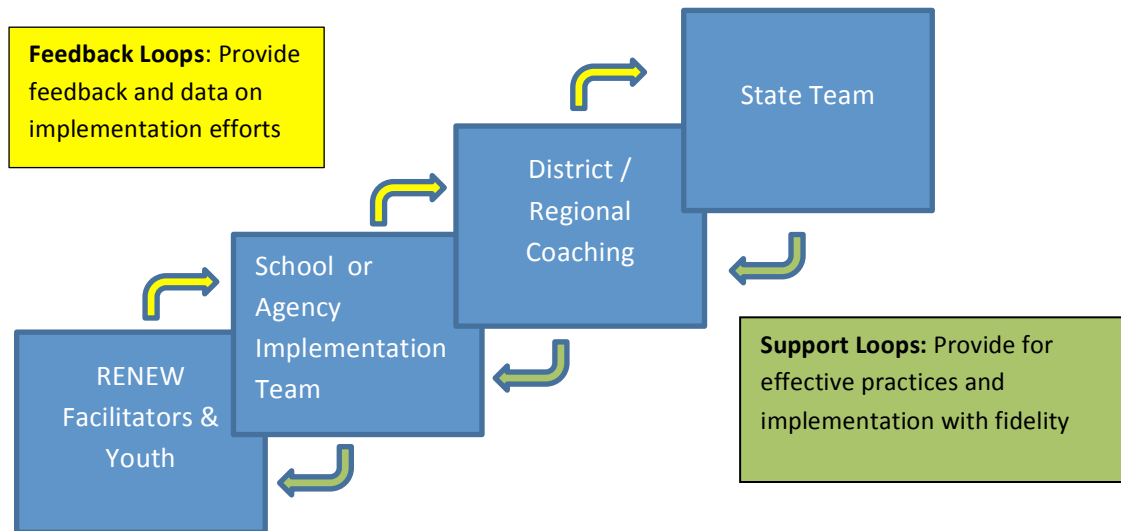 Feedback Loops: Provide
feedback and data on
implementation efforts
State Team
District /
Regional
Coaching
School or
Agency
Implementation
Team
RENEW
Facilitators &
Youth
Support Loops: Provide for
effective practices and
implementation with fidelity